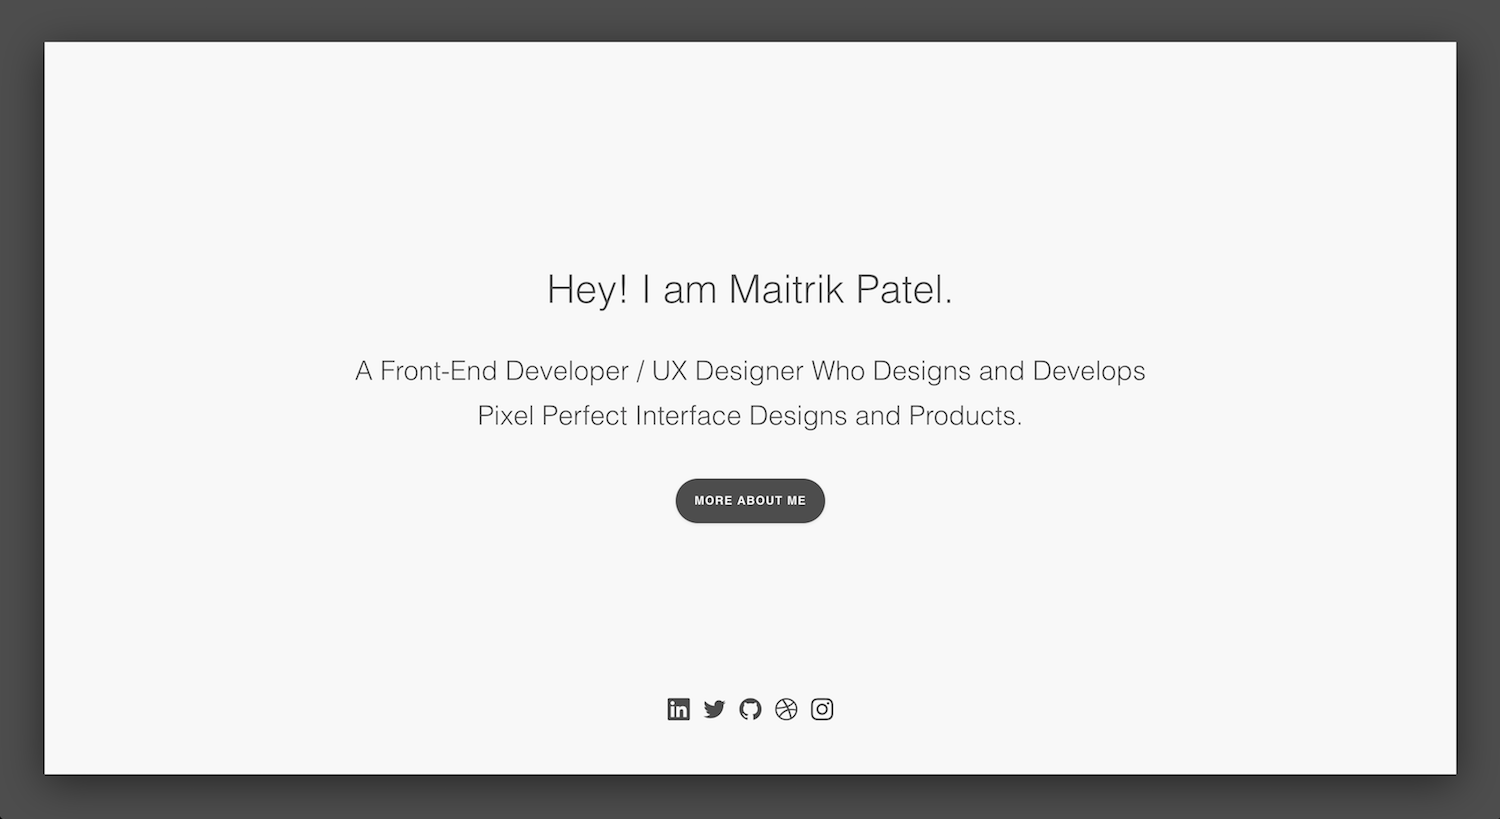 Hey! I am Maitrik Patel.
A Front-End Developer / UX Designer Who Designs and Develops
Pixel Perfect Interface Designs and Products.
MORE ABOUT ME
in